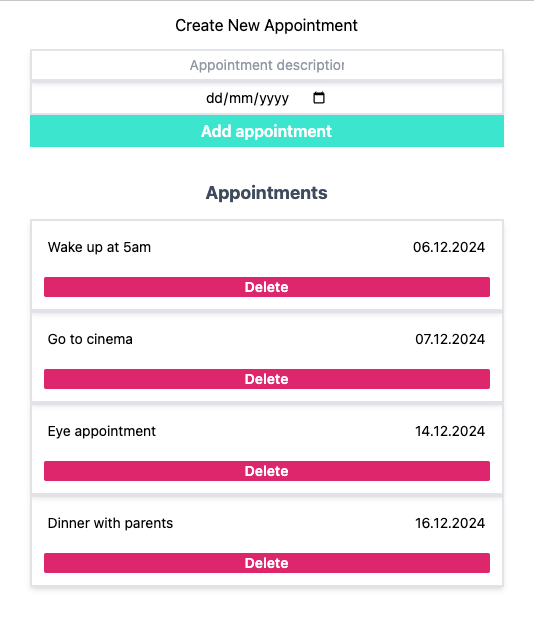 Create New Appointment
Appointment description
dd/mm/yyyy
Add appointment
Appointments
Wake up at 5am 06.12.2024
Delete
Go to cinema 07.12.2024
Delete
Eye appointment 14.12.2024
Delete
Dinner with parents 16.12.2024
Delete